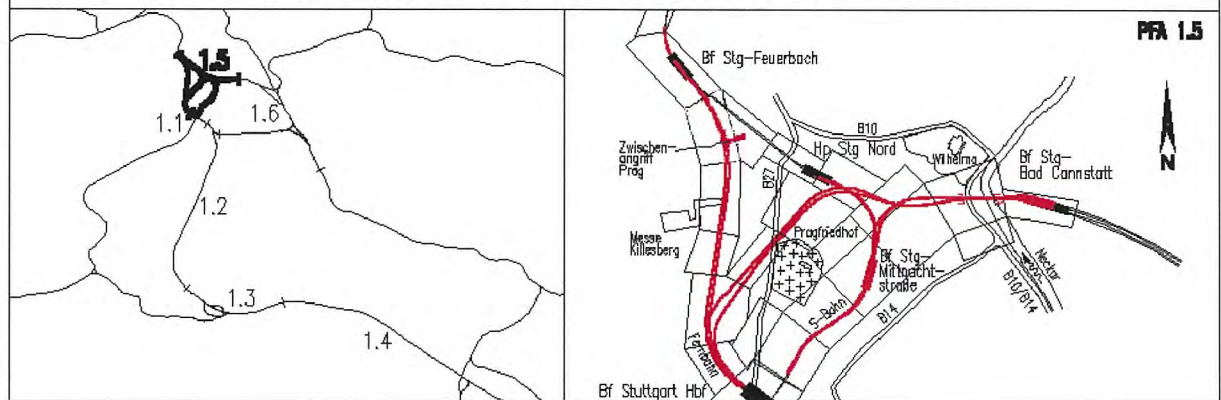 1.5
1.6
1.1
1.2
1.3
1.4
PFA 1.5
Bf Stg-Feuerbach
B10
Zwischen-
angriff
Prag
Hp Stg Nord
Wilhelma
Bf Stg-
Bad Cannstatt
B27
Messe
Killesberg
Pragfriedhof
Bf Stg-
Mittnacht-
straße
Neckar
B10/B14
S-Bahn
B14
Fernbahn
Bf Stuttgart Hbf
N